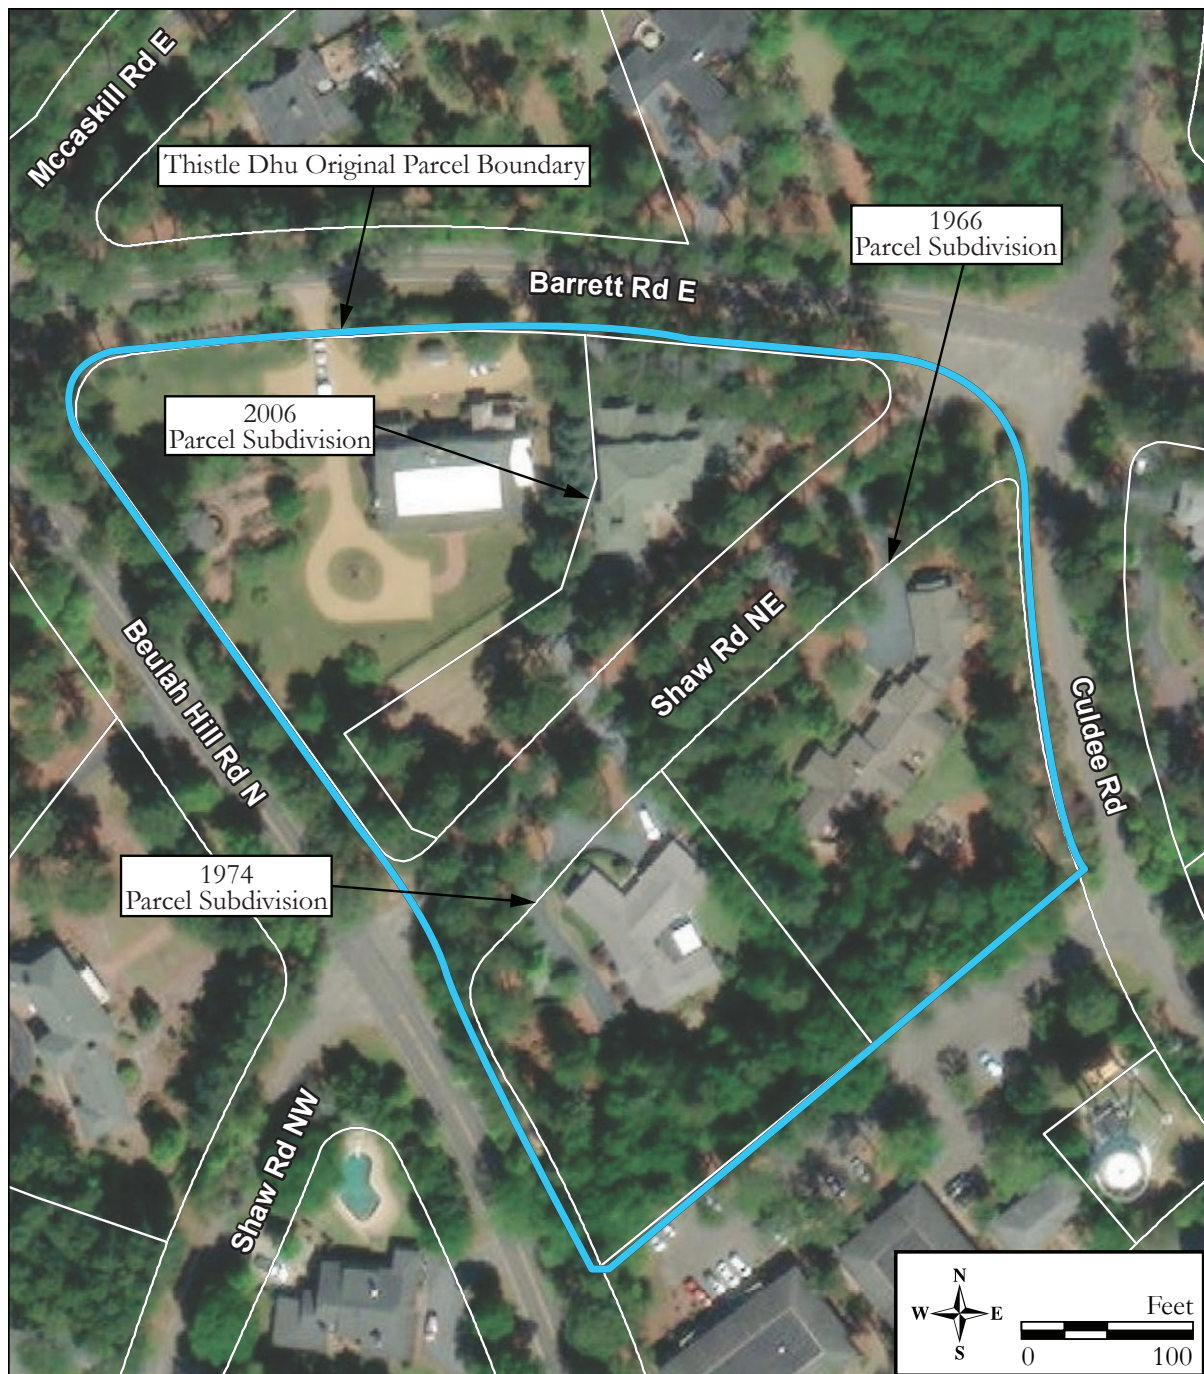 Mccaskill Rd E
Thistle Dhu Original Parcel Boundary
1966
Parcel Subdivision
Barrett Rd E
2006
Parcel Subdivision
Shaw Rd NE
Beulah Hill Rd N
Culdee Rd
1974
Parcel Subdivision
Shaw Rd NW
N
W E
S
Feet
0 100